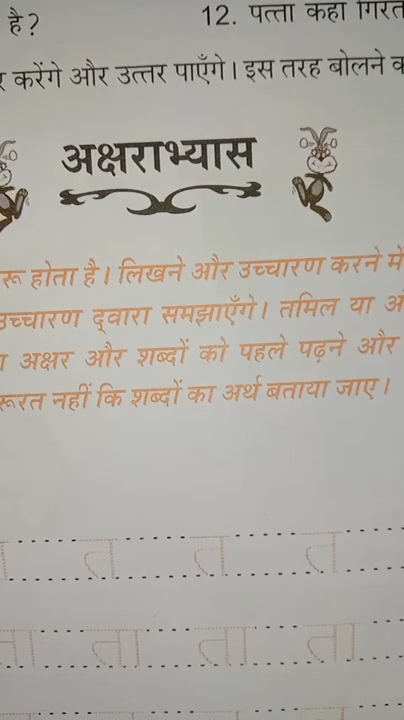 है?
12. पत्ता कहाँ गिरत
र करेंगे और उत्तर पाएँगे। इस तरह बोलने क
अक्षराभ्यास
रू होता है। लिखने और उच्चारण करने में
उच्चारण द्वारा समझाएँगे। तमिल या अं
अक्षर और शब्दों को पहले पढ़ने और
रूरत नहीं कि शब्दों का अर्थ बताया जाए।
त त त त
ता ता ता ता